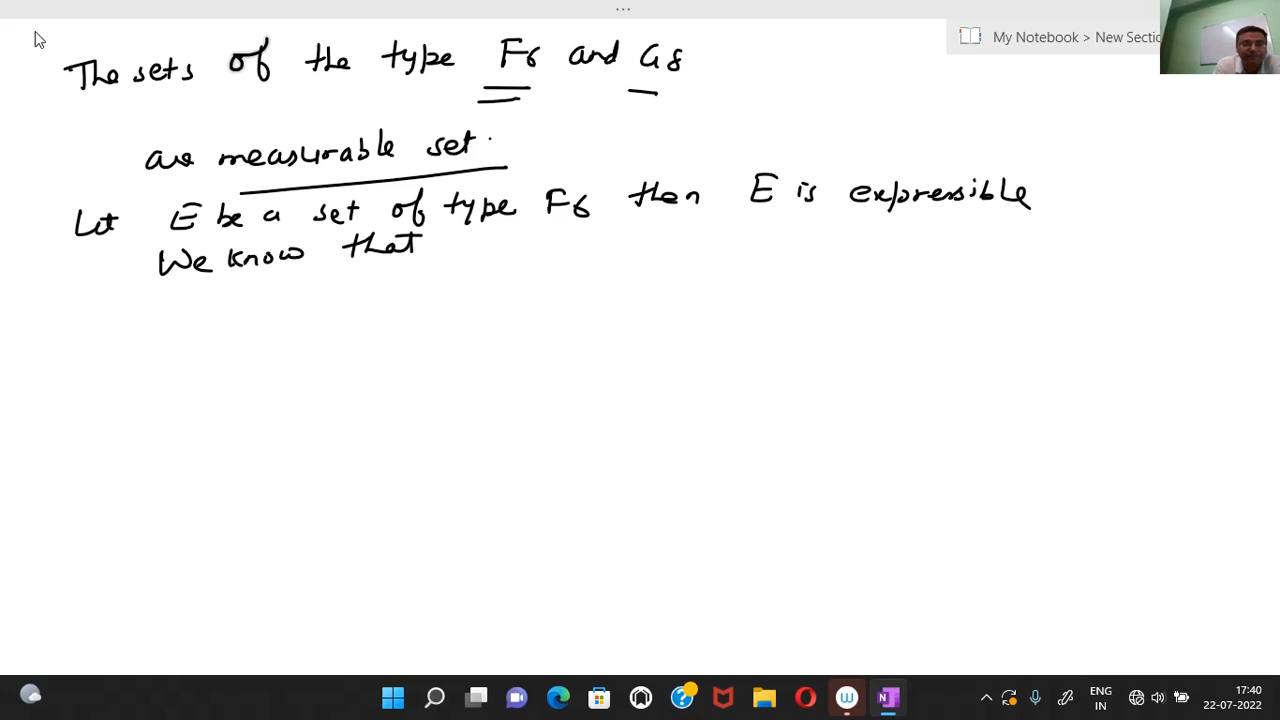 ...
My Notebook > New Sectio
The sets of the type Fσ and Gδ
are measurable set.
Let E be a set of type Fσ then E is expressible
We know that
ENG
IN
17:40
22-07-2022